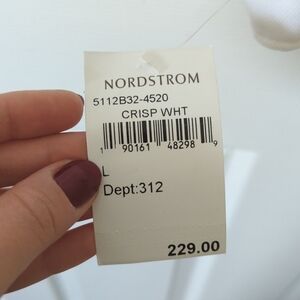 NORDSTROM
5112B32-4520
CRISP WHT
1 90161 48298 9
L
Dept:312
229.00